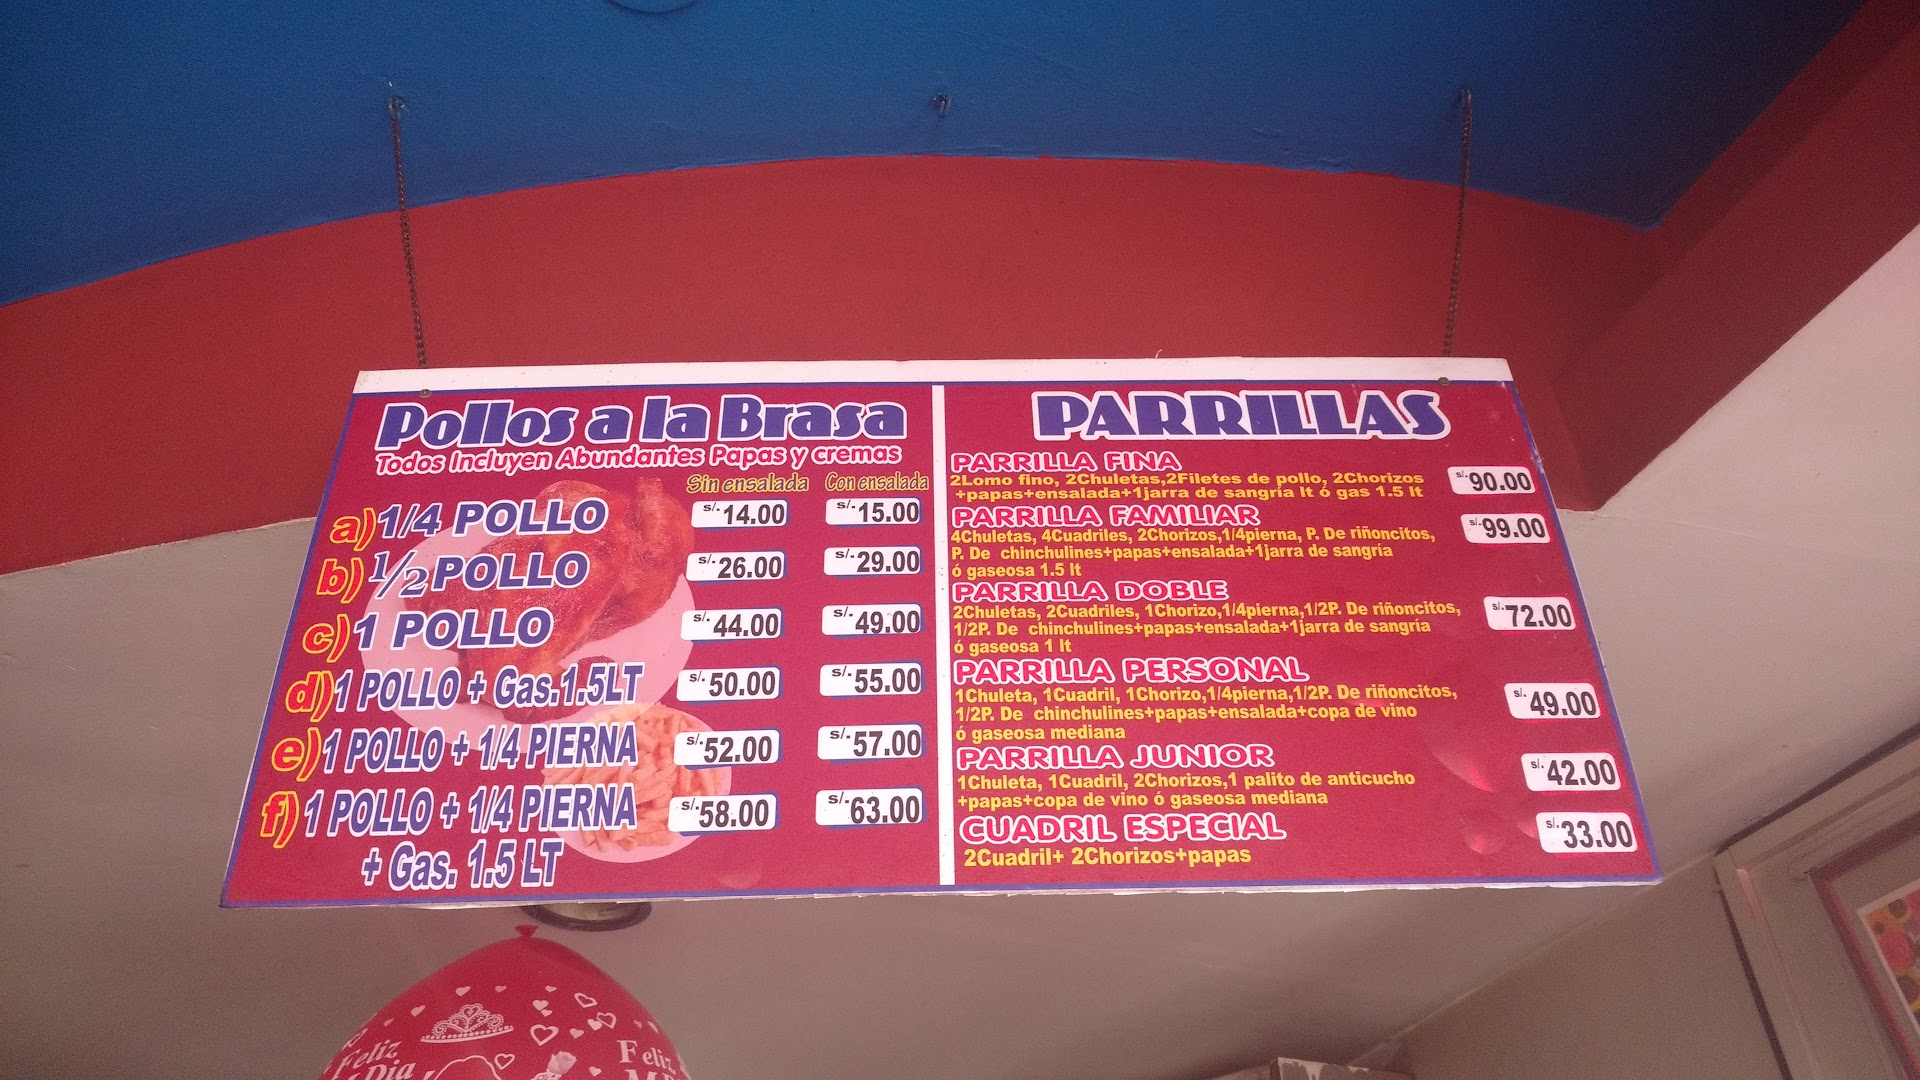 Pollos a la Brasa
Todos Incluyen Abundantes Papas y cremas
Sin ensalada Con ensalada
a) 1/4 POLLO S/.14.00 S/.15.00
b) 1/2 POLLO S/.26.00 S/.29.00
c) 1 POLLO S/.44.00 S/.49.00
d) 1 POLLO + Gas.1.5LT S/.50.00 S/.55.00
e) 1 POLLO + 1/4 PIERNA S/.52.00 S/.57.00
f) 1 POLLO + 1/4 PIERNA S/.58.00 S/.63.00
+ Gas. 1.5 LT
PARRILLAS
PARRILLA FINA S/.90.00
2Lomo fino, 2Chuletas,2Filetes de pollo, 2Chorizos
+papas+ensalada+1jarra de sangria lt ó gas 1.5 lt
PARRILLA FAMILIAR S/.99.00
4Chuletas, 4Cuadriles, 2Chorizos,1/4pierna, P. De riñoncitos,
P. De chinchulines+papas+ensalada+1jarra de sangría
ó gaseosa 1.5 lt
PARRILLA DOBLE S/.72.00
2Chuletas, 2Cuadriles, 1Chorizo,1/4pierna,1/2P. De riñoncitos,
1/2P. De chinchulines+papas+ensalada+1jarra de sangría
ó gaseosa 1 lt
PARRILLA PERSONAL S/.49.00
1Chuleta, 1Cuadril, 1Chorizo,1/4pierna,1/2P. De riñoncitos,
1/2P. De chinchulines+papas+ensalada+copa de vino
ó gaseosa mediana
PARRILLA JUNIOR S/.42.00
1Chuleta, 1Cuadril, 2Chorizos,1 palito de anticucho
+papas+copa de vino ó gaseosa mediana
CUADRIL ESPECIAL S/.33.00
2Cuadril+ 2Chorizos+papas
Feliz
Dia
Feliz